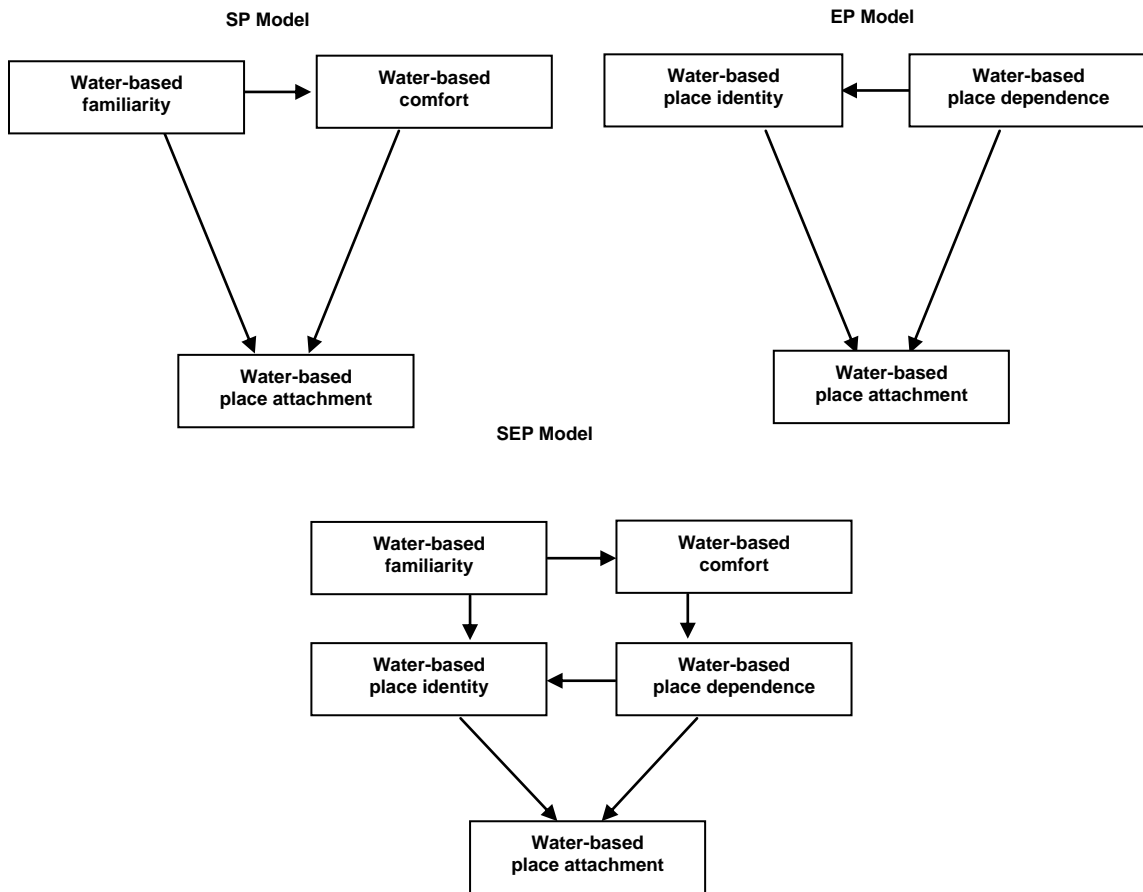 SP Model
Water-based
familiarity
Water-based
comfort
Water-based
place attachment
EP Model
Water-based
place identity
Water-based
place dependence
Water-based
place attachment
SEP Model
Water-based
familiarity
Water-based
comfort
Water-based
place identity
Water-based
place dependence
Water-based
place attachment